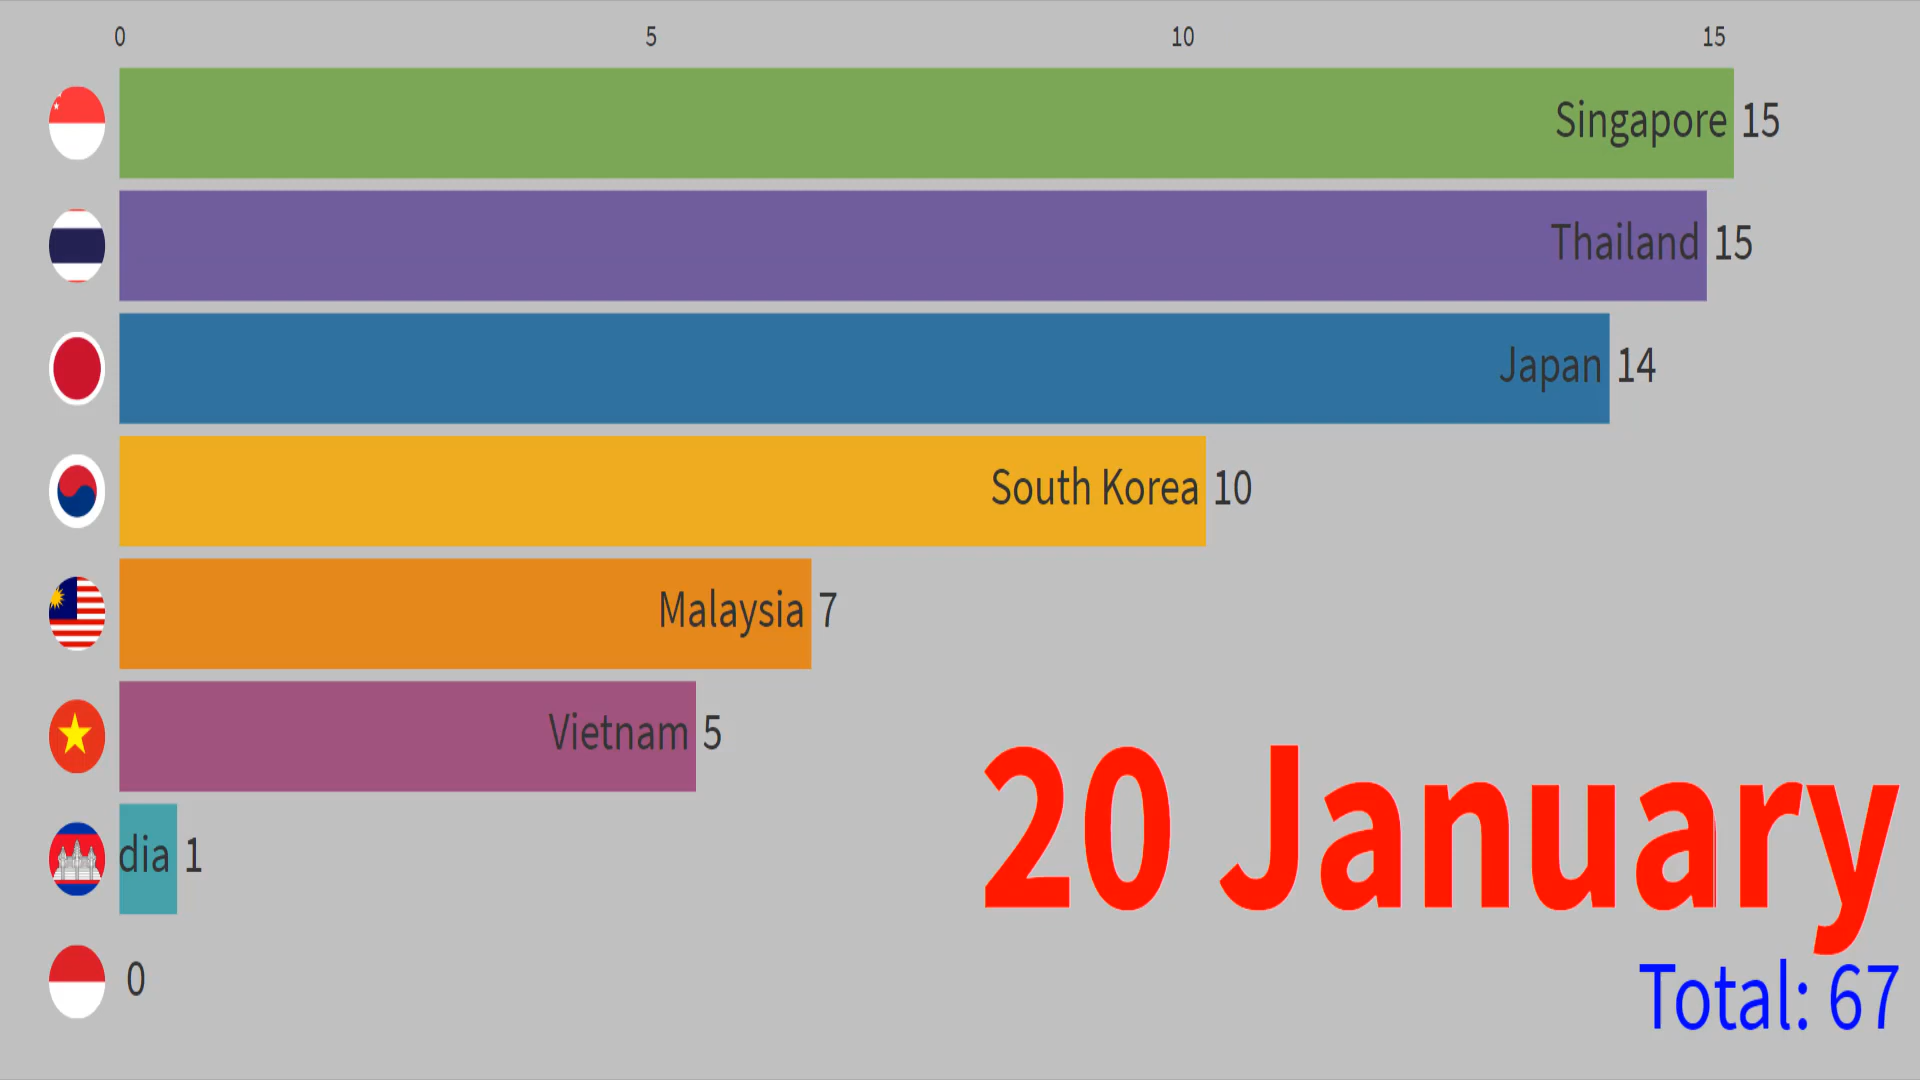 0 5 10 15
Singapore 15
Thailand 15
Japan 14
South Korea 10
Malaysia 7
Vietnam 5
dia 1
0
20 January
Total: 67